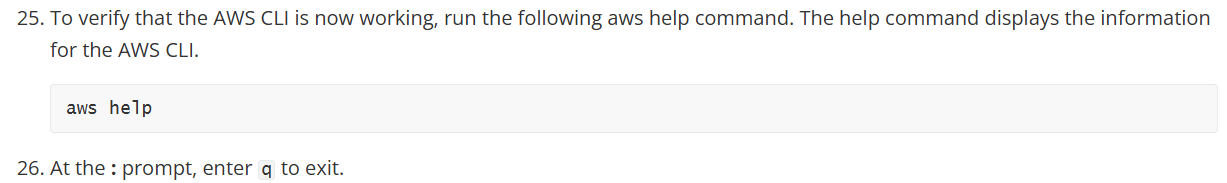 25. To verify that the AWS CLI is now working, run the following aws help command. The help command displays the information
for the AWS CLI.
aws help
26. At the : prompt, enter q to exit.